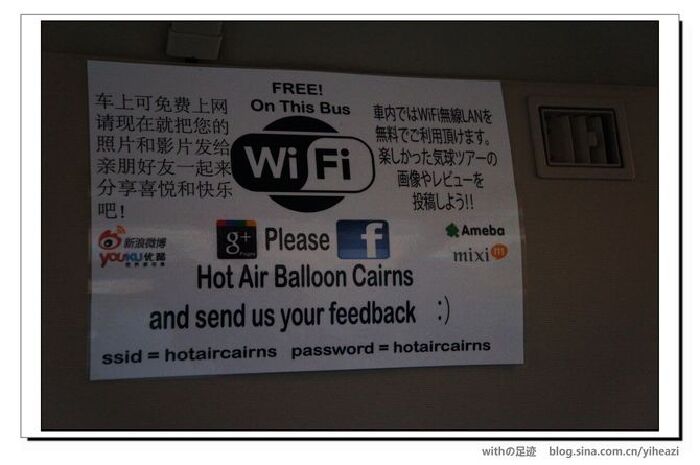 FREE!
On This Bus
车上可免费上网
请现在就把您的
照片和影片发给
亲朋好友一起来
分享喜悦和快乐
吧!
WiFi
車内ではWiFi無線LANを
無料でご利用頂けます。
楽しかった気球ツアーの
画像やレビューを
投稿しよう!!
新浪微博
YOUKU优酷
g+ Please f
Ameba
mixi m
Hot Air Balloon Cairns
and send us your feedback :)
ssid = hotaircairns password = hotaircairns
withの足迹 blog.sina.com.cn/yiheazi